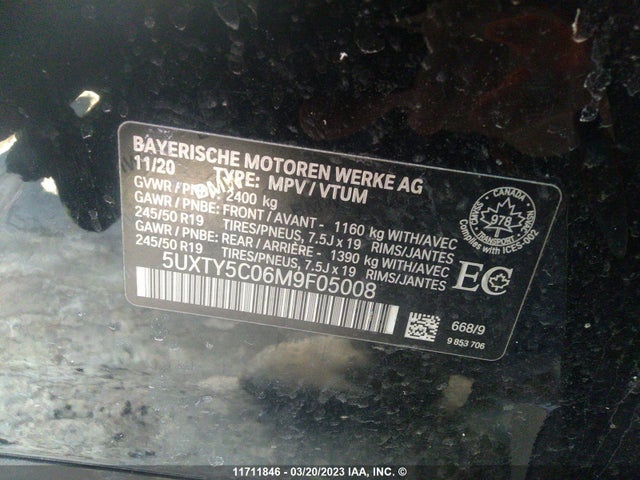 BAYERISCHE MOTOREN WERKE AG
11/20 TYPE: MPV / VTUM
GVWR / PNBV: 2400 kg
GAWR / PNBE: FRONT / AVANT - 1160 kg WITH/AVEC
245/50 R19 TIRES/PNEUS, 7.5J x 19 RIMS/JANTES
GAWR / PNBE: REAR / ARRIÈRE - 1390 kg WITH/AVEC
245/50 R19 TIRES/PNEUS, 7.5J x 19 RIMS/JANTES
5UXTY5C06M9F05008
CANADA
978
TRANSPORT
Compliant with ICES-002
EC
668/9
9 853 706
11711846 - 03/20/2023 IAA, INC. ©